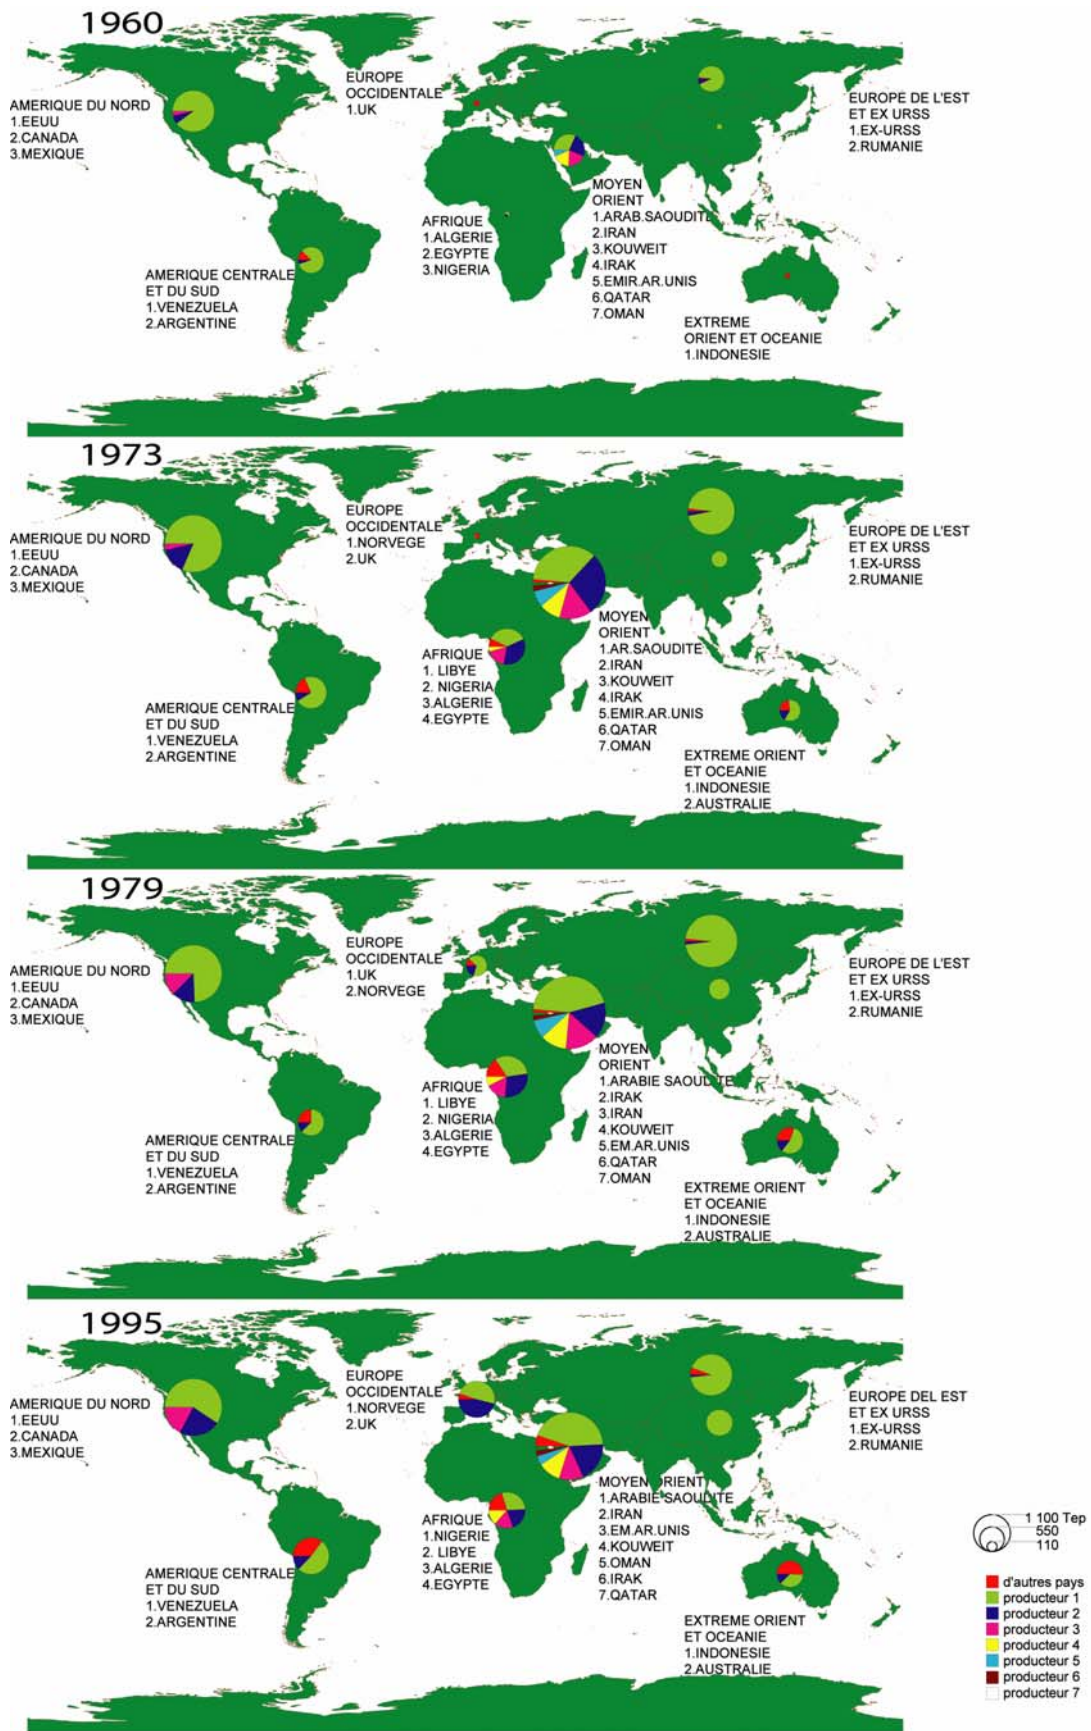 1960
AMERIQUE DU NORD
1.EEUU
2.CANADA
3.MEXIQUE
EUROPE
OCCIDENTALE
1.UK
EUROPE DE L'EST
ET EX URSS
1.EX-URSS
2.RUMANIE
AMERIQUE CENTRALE
ET DU SUD
1.VENEZUELA
2.ARGENTINE
AFRIQUE
1.ALGERIE
2.EGYPTE
3.NIGERIA
MOYEN
ORIENT
1.ARAB.SAOUDITE
2.IRAN
3.KOUWEIT
4.IRAK
5.EMIR.AR.UNIS
6.QATAR
7.OMAN
EXTREME
ORIENT ET OCEANIE
1.INDONESIE
1973
AMERIQUE DU NORD
1.EEUU
2.CANADA
3.MEXIQUE
EUROPE
OCCIDENTALE
1.NORVEGE
2.UK
EUROPE DE L'EST
ET EX URSS
1.EX-URSS
2.RUMANIE
AMERIQUE CENTRALE
ET DU SUD
1.VENEZUELA
2.ARGENTINE
AFRIQUE
1. LIBYE
2. NIGERIA
3.ALGERIE
4.EGYPTE
MOYEN
ORIENT
1.AR.SAOUDITE
2.IRAN
3.KOUWEIT
4.IRAK
5.EMIR.AR.UNIS
6.QATAR
7.OMAN
EXTREME ORIENT
ET OCEANIE
1.INDONESIE
2.AUSTRALIE
1979
AMERIQUE DU NORD
1.EEUU
2.CANADA
3.MEXIQUE
EUROPE
OCCIDENTALE
1.UK
2.NORVEGE
EUROPE DE L'EST
ET EX URSS
1.EX-URSS
2.RUMANIE
AMERIQUE CENTRALE
ET DU SUD
1.VENEZUELA
2.ARGENTINE
AFRIQUE
1. LIBYE
2. NIGERIA
3.ALGERIE
4.EGYPTE
MOYEN
ORIENT
1.ARABIE SAOUDITE
2.IRAK
3.IRAN
4.KOUWEIT
5.EM.AR.UNIS
6.QATAR
7.OMAN
EXTREME ORIENT
ET OCEANIE
1.INDONESIE
2.AUSTRALIE
1995
AMERIQUE DU NORD
1.EEUU
2.CANADA
3.MEXIQUE
EUROPE
OCCIDENTALE
1.NORVEGE
2.UK
EUROPE DEL EST
ET EX URSS
1.EX-URSS
2.RUMANIE
AMERIQUE CENTRALE
ET DU SUD
1.VENEZUELA
2.ARGENTINE
AFRIQUE
1.NIGERIE
2. LIBYE
3.ALGERIE
4.EGYPTE
MOYEN ORIENT
1.ARABIE SAOUDITE
2.IRAN
3.EM.AR.UNIS
4.KOUWEIT
5.OMAN
6.IRAK
7.QATAR
EXTREME ORIENT
ET OCEANIE
1.INDONESIE
2.AUSTRALIE
1 100 Tep
550
110
d'autres pays
producteur 1
producteur 2
producteur 3
producteur 4
producteur 5
producteur 6
producteur 7